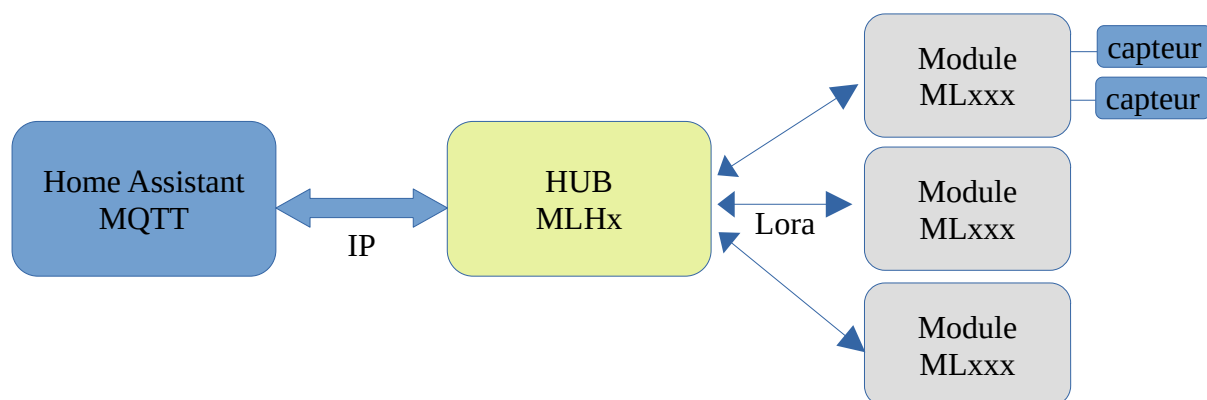 Home Assistant
MQTT
IP
HUB
MLHx
Lora
Module
MLxxx
capteur
capteur
Module
MLxxx
Module
MLxxx